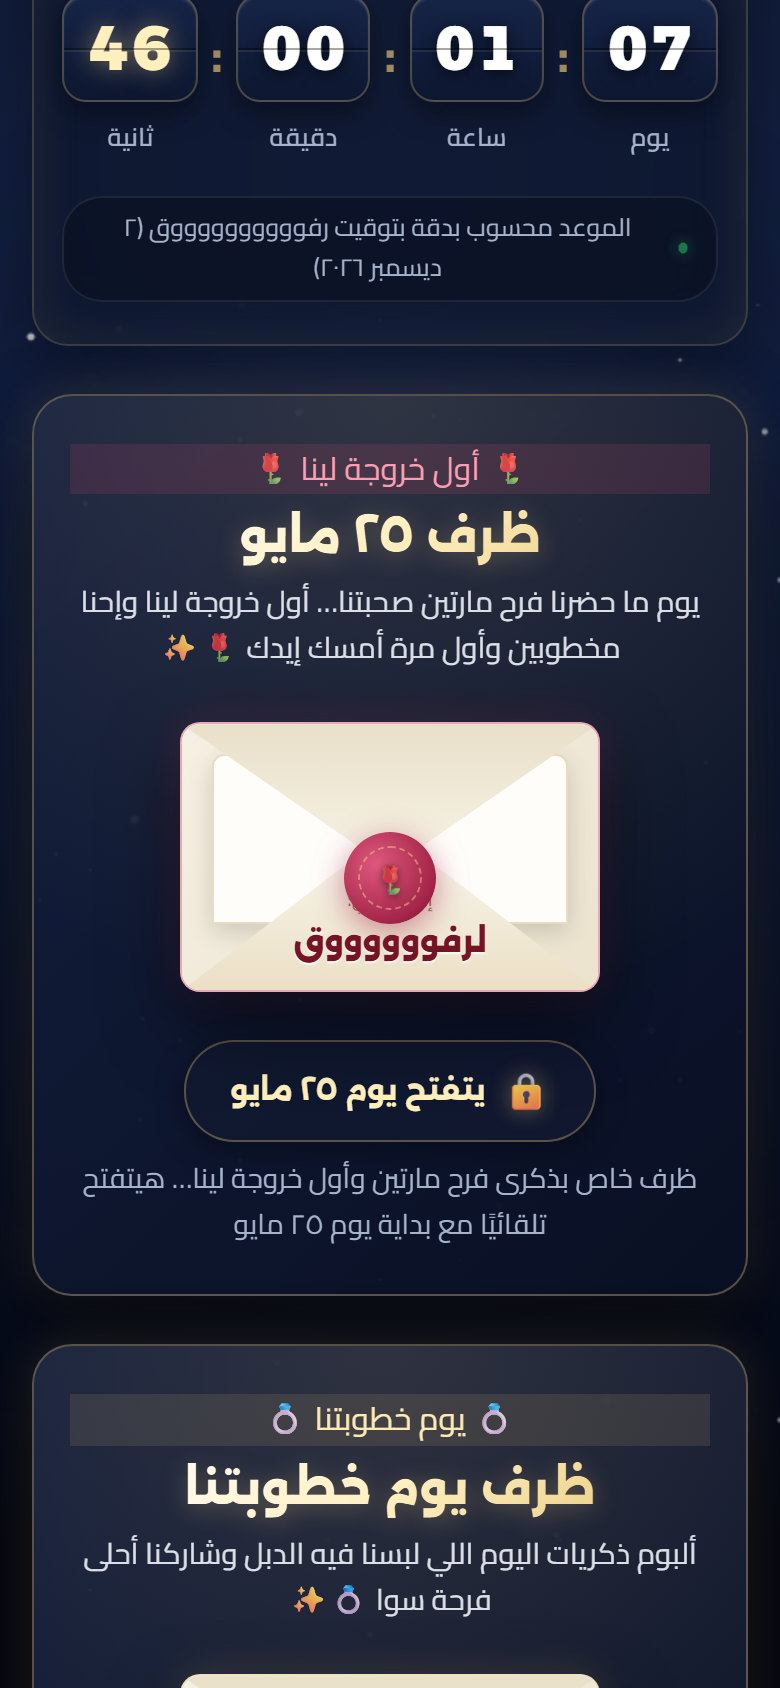 07 : 01 : 00 : 46
يوم ساعة دقيقة ثانية
الموعد محسوب بدقة بتوقيت رفوووووووووووق (٢
ديسمبر ٢٠٢٦)
🌹 أول خروجة لينا 🌹
ظرف ٢٥ مايو
يوم ما حضرنا فرح مارتين صحبتنا... أول خروجة لينا وإحنا
مخطوبين وأول مرة أمسك إيدك 🌹 ✨
لرفوووووووق
🔒 يتفتح يوم ٢٥ مايو
ظرف خاص بذكرى فرح مارتين وأول خروجة لينا... هيتفتح
تلقائيًا مع بداية يوم ٢٥ مايو
💍 يوم خطوبتنا 💍
ظرف يوم خطوبتنا
ألبوم ذكريات اليوم اللي لبسنا فيه الدبل وشاركنا أحلى
فرحة سوا 💍 ✨